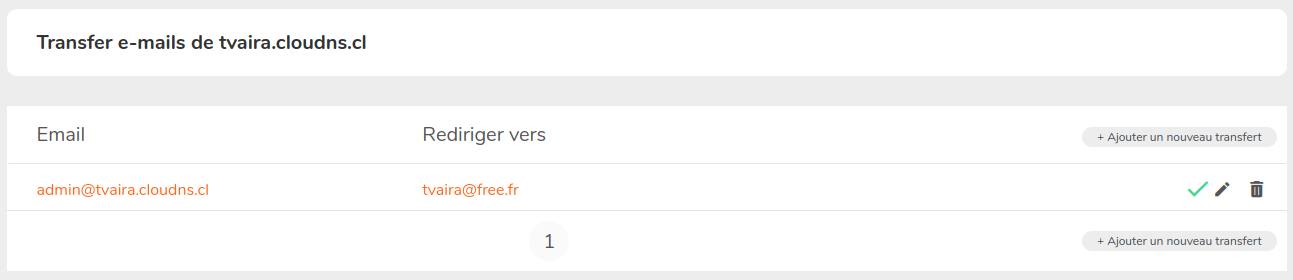 Transfer e-mails de tvaira.cloudns.cl
Email Rediriger vers + Ajouter un nouveau transfert
admin@tvaira.cloudns.cl tvaira@free.fr
1 + Ajouter un nouveau transfert